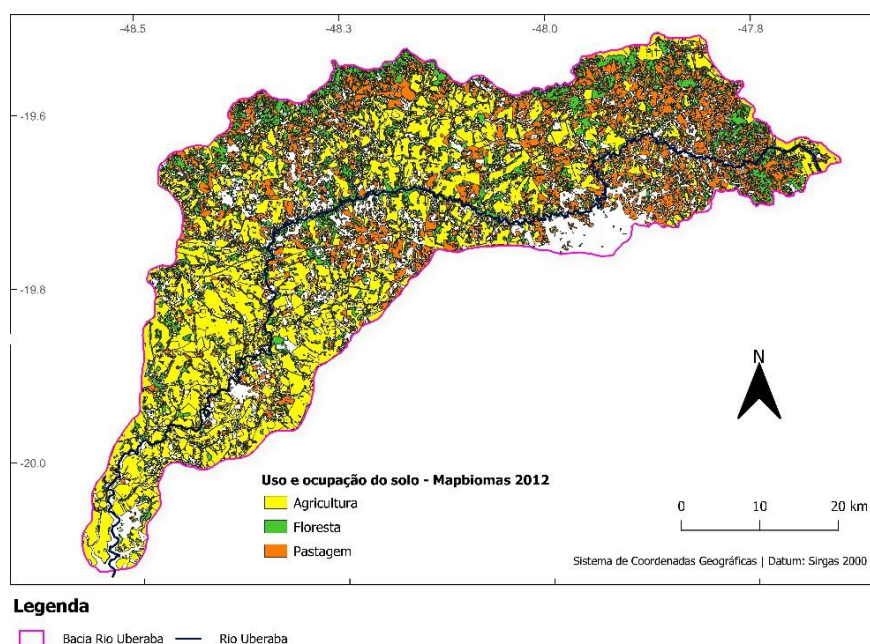 -48.5 -48.3 -48.0 -47.8
-19.6
-19.8
-20.0
N
Uso e ocupação do solo - Mapbiomas 2012
Agricultura
Floresta
Pastagem
0 10 20 km
Sistema de Coordenadas Geográficas | Datum: Sirgas 2000
Legenda
Bacia Rio Uberaba Rio Uberaba